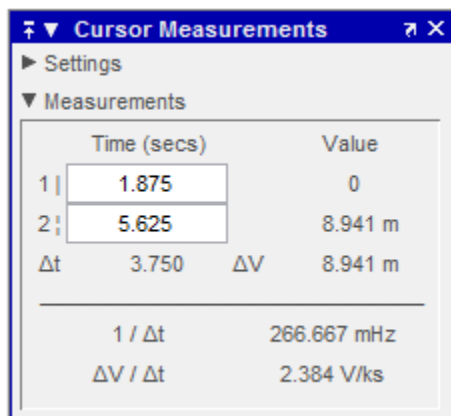 Cursor Measurements
Settings
Measurements
Time (secs) Value
1 | 1.875 0
2 ¦ 5.625 8.941 m
Δt 3.750 ΔV 8.941 m
1 / Δt 266.667 mHz
ΔV / Δt 2.384 V/ks